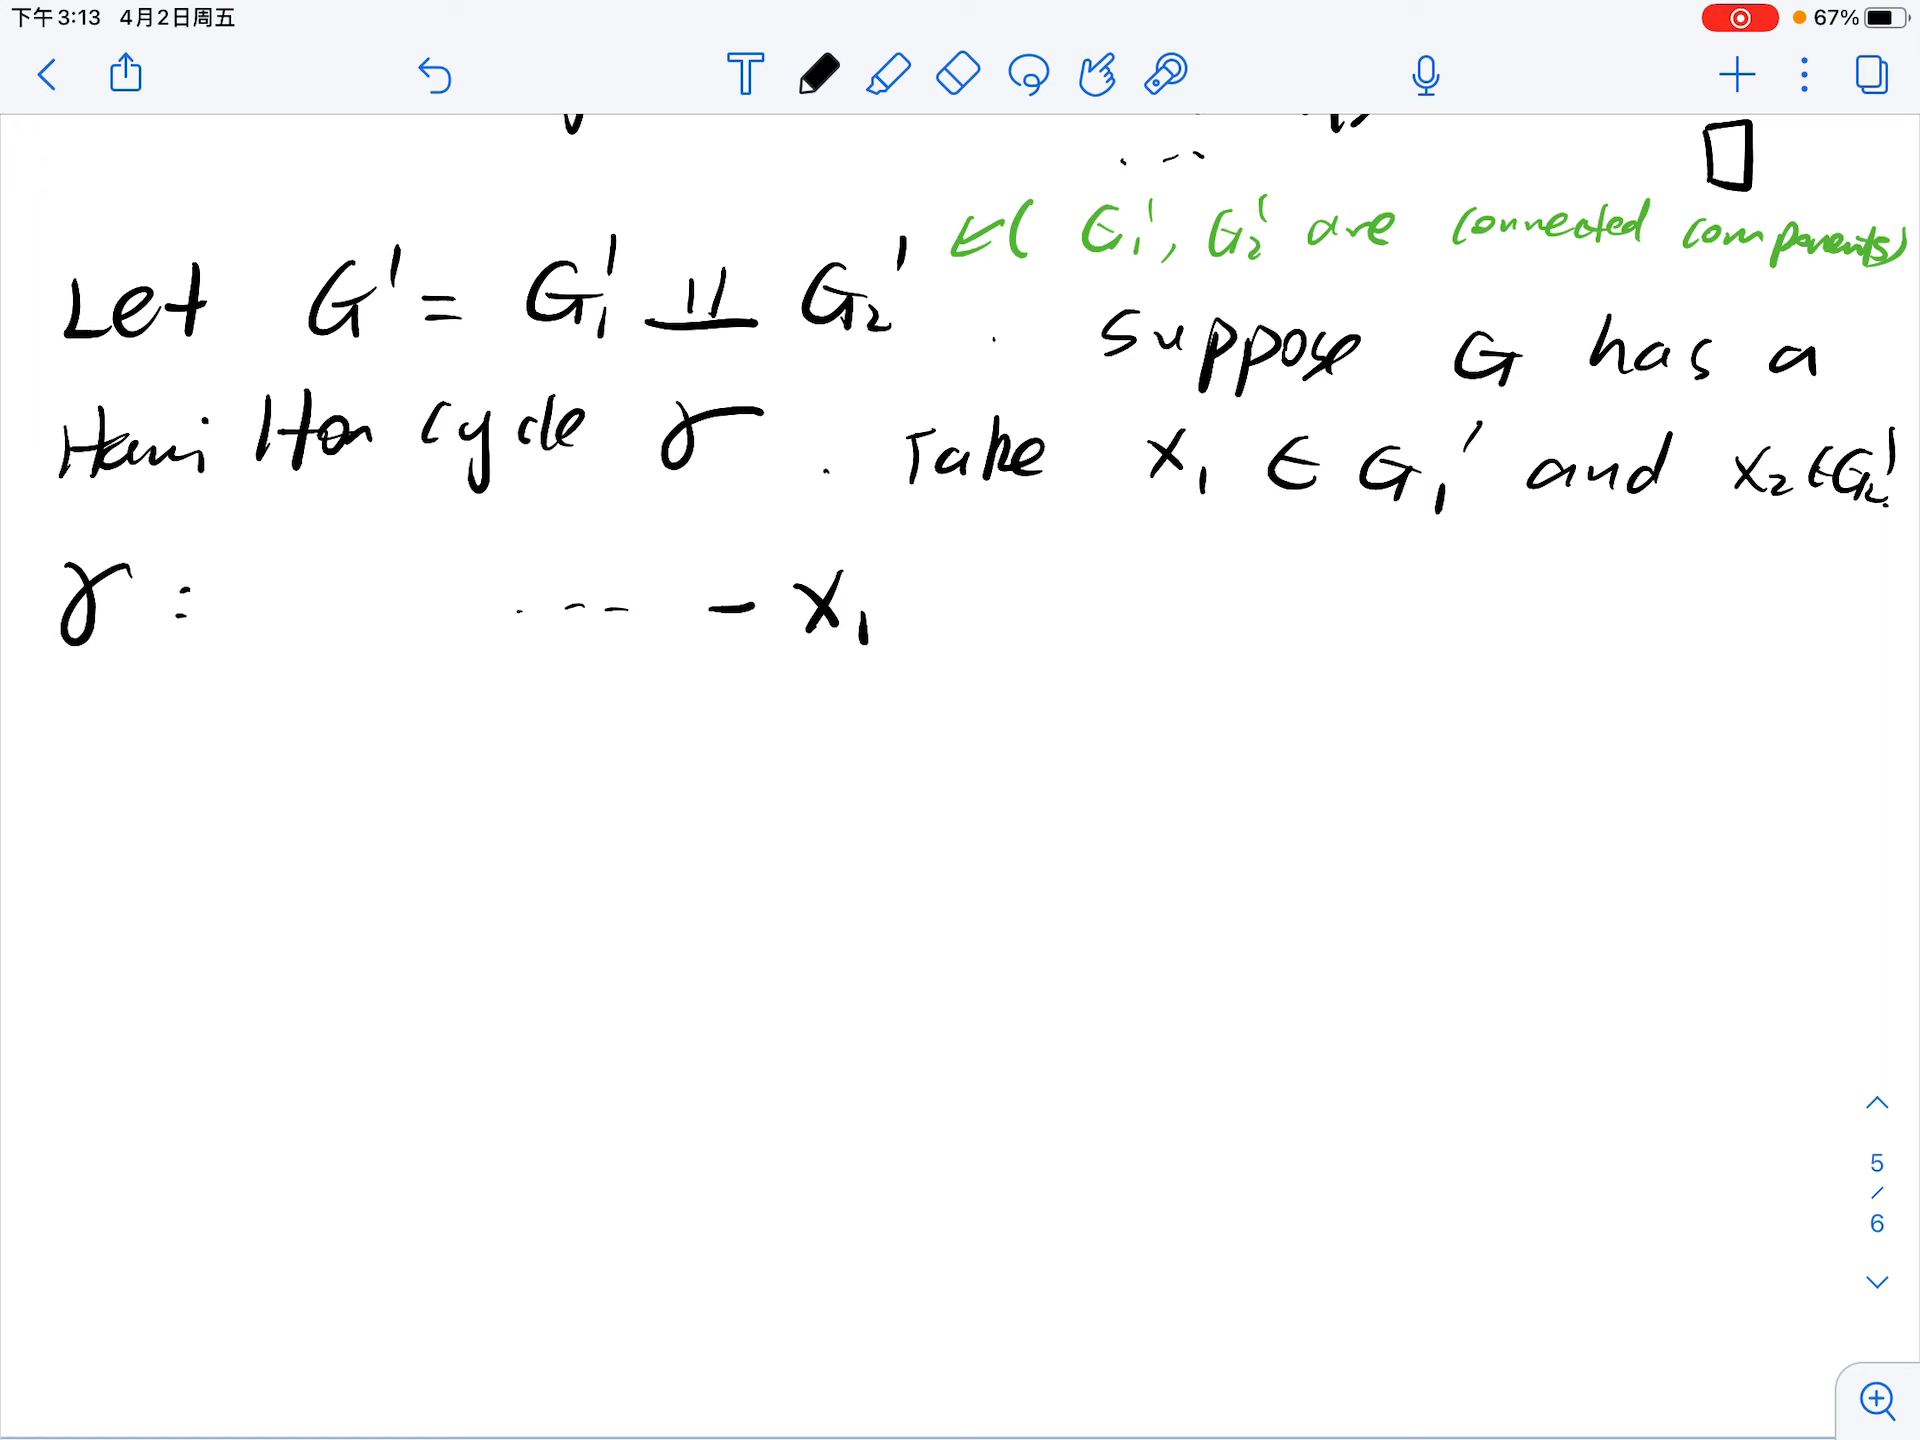 下午3:13 4月2日周五
67%
T
( G₁', G₂' are connected components)
Let G' = G₁' ⨿ G₂' . Suppose G has a
Hamilton cycle γ . Take x₁ ∈ G₁' and x₂ ∈ G₂'.
γ : ... - x₁
5
/
6